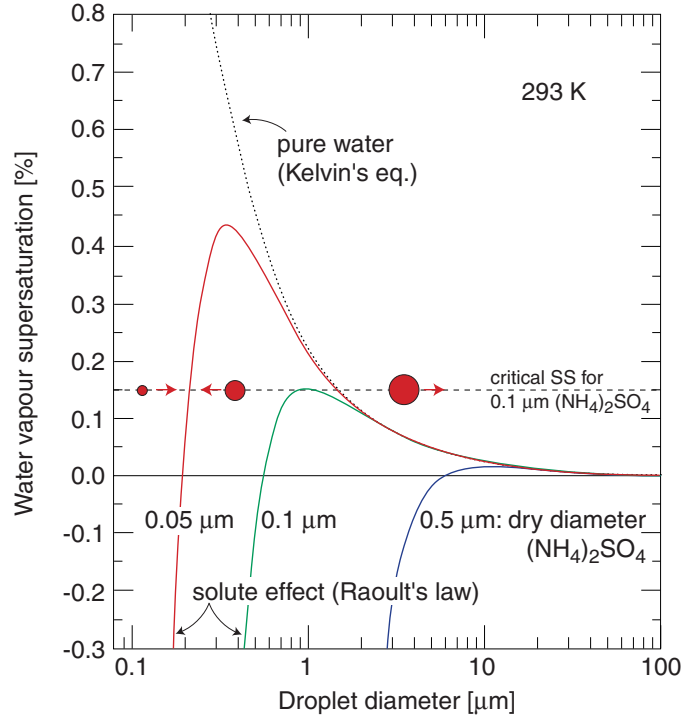 0.8
0.7
0.6
0.5
0.4
0.3
0.2
0.1
0.0
-0.1
-0.2
-0.3
Water vapour supersaturation [%]
293 K
pure water
(Kelvin's eq.)
critical SS for
0.1 μm (NH₄)₂SO₄
0.05 μm
0.1 μm
0.5 μm: dry diameter
(NH₄)₂SO₄
solute effect (Raoult's law)
0.1
1
10
100
Droplet diameter [μm]